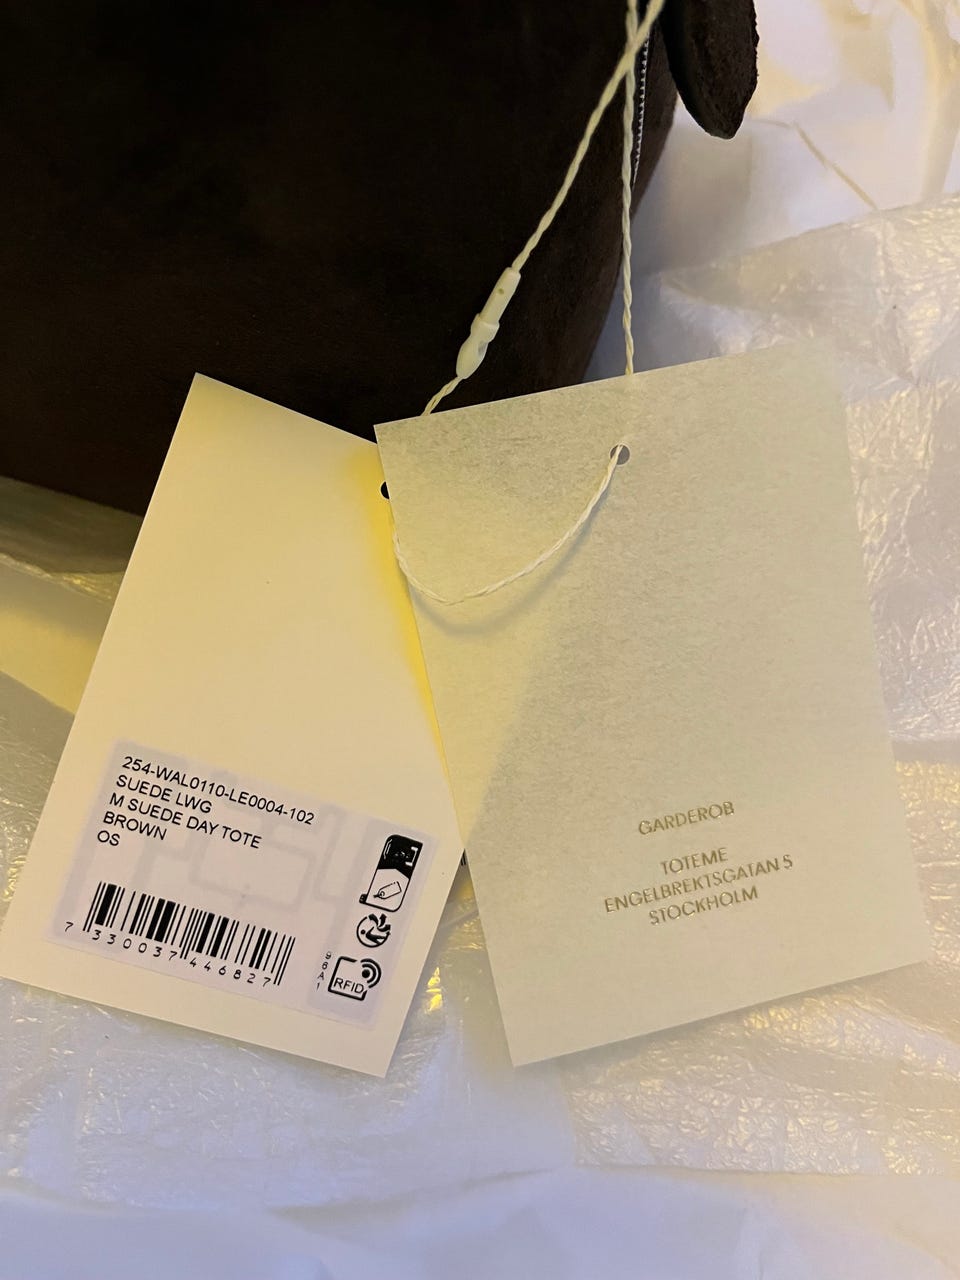 254-WAL0110-LE0004-102
SUEDE LWG
M SUEDE DAY TOTE
BROWN
OS
7 330037 446827
98A1
RFID
GARDEROB
TOTEME
ENGELBREKTSGATAN 5
STOCKHOLM